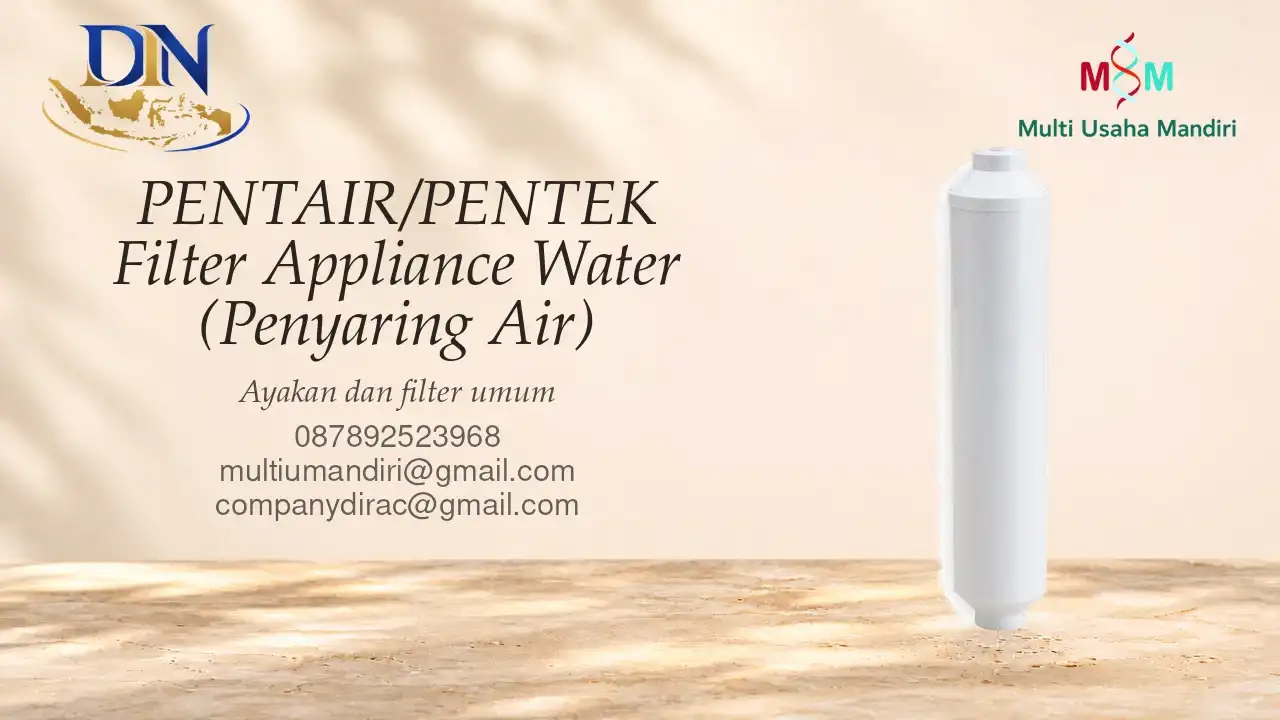 DN
MSM
Multi Usaha Mandiri
PENTAIR/PENTEK
Filter Appliance Water
(Penyaring Air)
Ayakan dan filter umum
087892523968
multiumandiri@gmail.com
companydirac@gmail.com